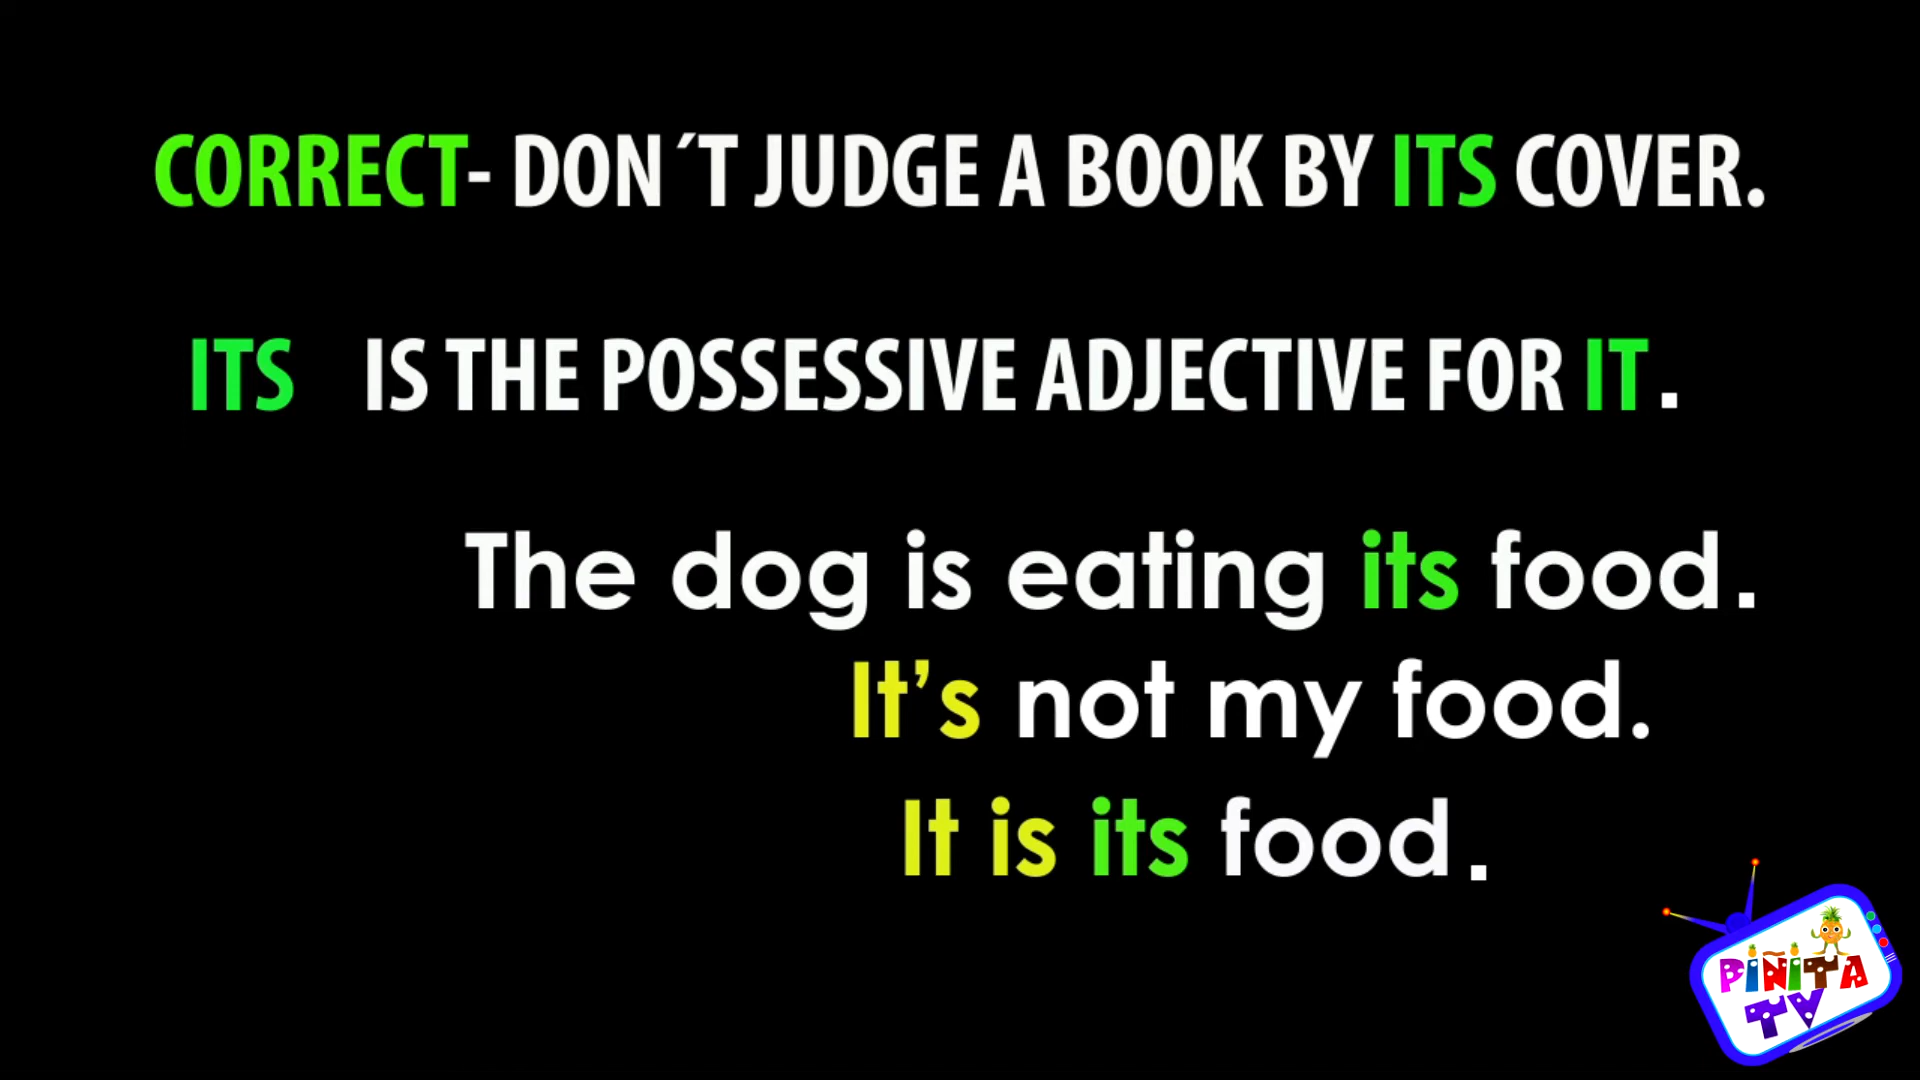 CORRECT- DON´T JUDGE A BOOK BY ITS COVER.
ITS IS THE POSSESSIVE ADJECTIVE FOR IT.
The dog is eating its food.
It’s not my food.
It is its food.
PIÑITA
TV